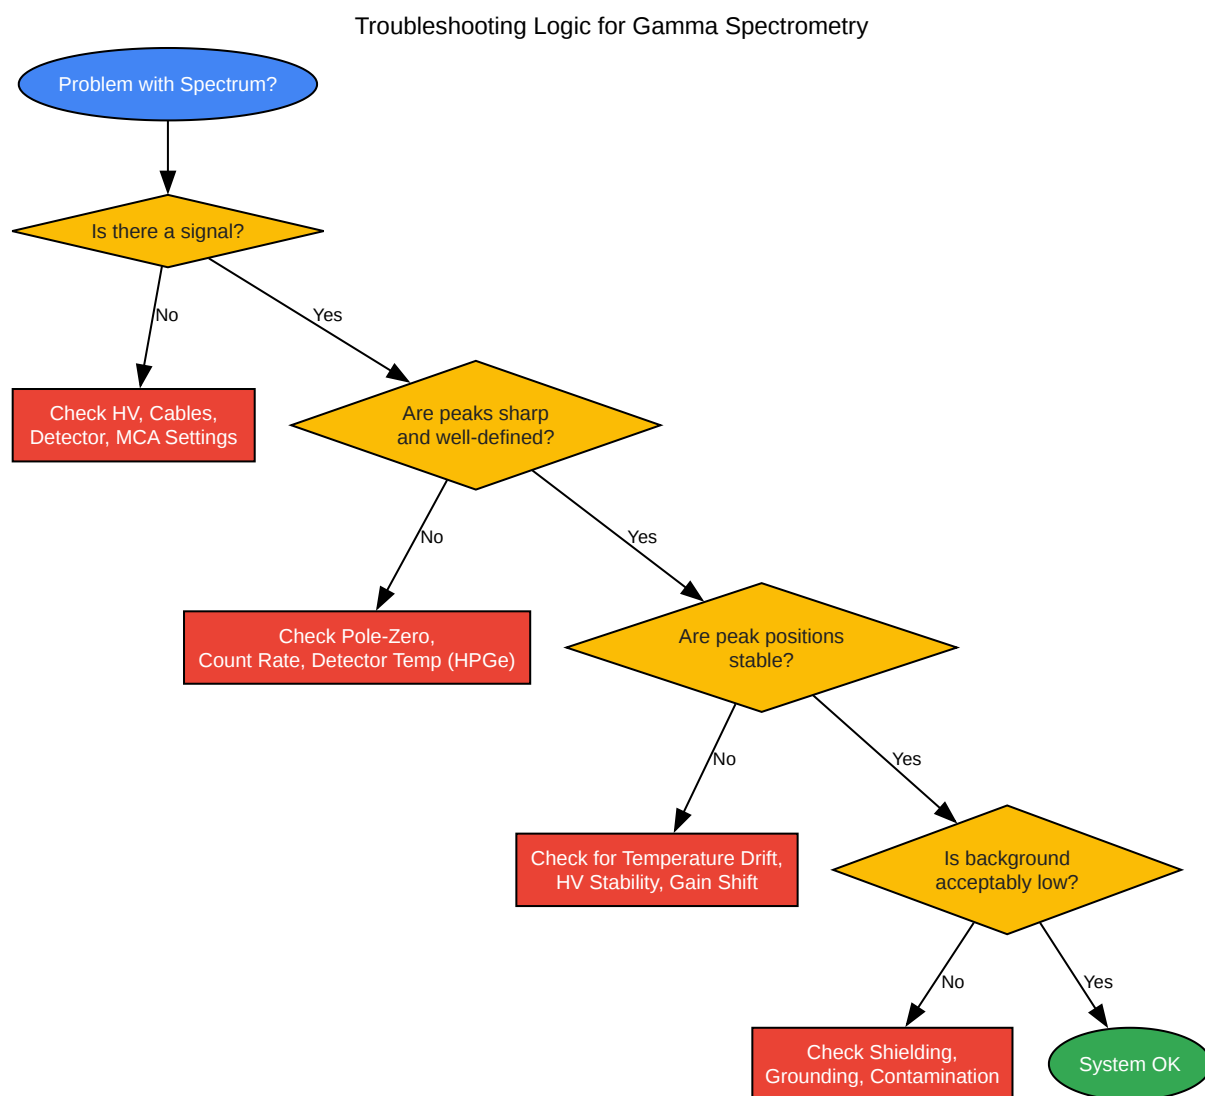 Troubleshooting Logic for Gamma Spectrometry
Problem with Spectrum?
Is there a signal?
No
Yes
Check HV, Cables,
Detector, MCA Settings
Are peaks sharp
and well-defined?
No
Yes
Check Pole-Zero,
Count Rate, Detector Temp (HPGe)
Are peak positions
stable?
No
Yes
Check for Temperature Drift,
HV Stability, Gain Shift
Is background
acceptably low?
No
Yes
Check Shielding,
Grounding, Contamination
System OK